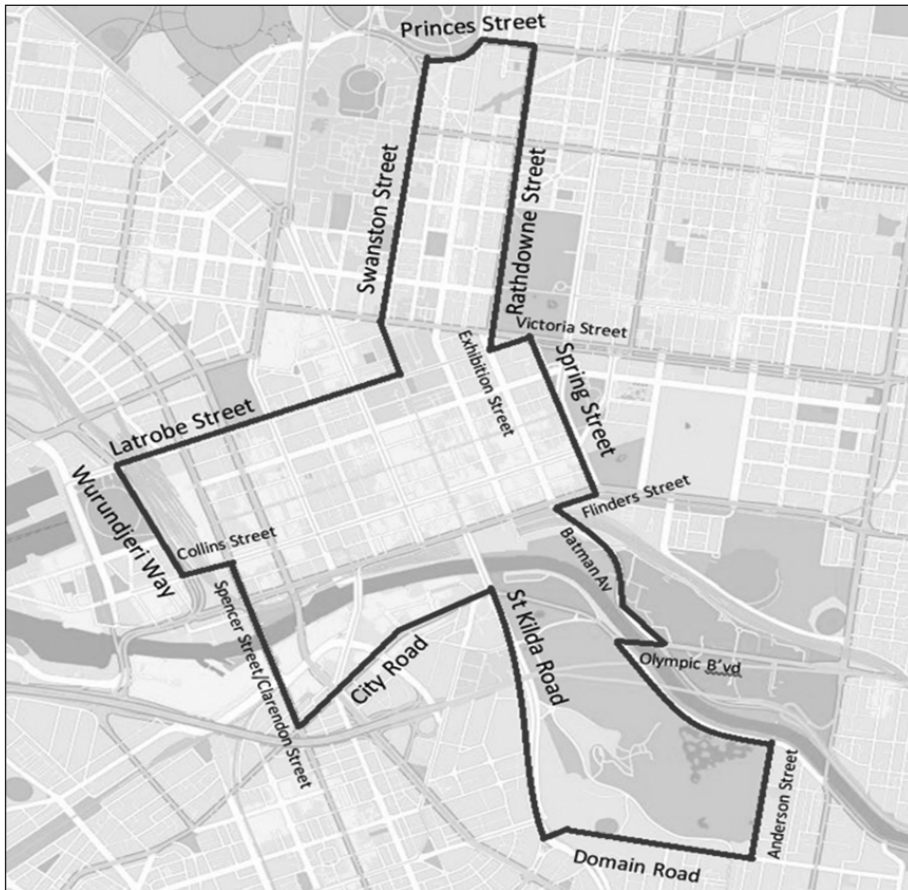 Princes Street
Swanston Street
Rathdowne Street
Victoria Street
Exhibition Street
Spring Street
Latrobe Street
Flinders Street
Wurundjeri Way
Collins Street
Batman Av
Spencer Street/Clarendon Street
City Road
St Kilda Road
Olympic B'vd
Anderson Street
Domain Road